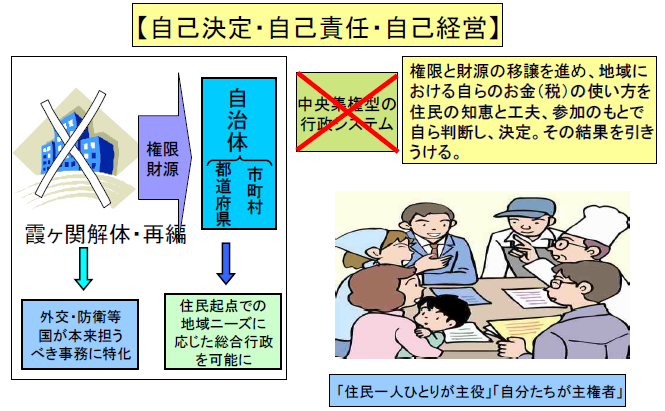 【自己決定・自己責任・自己経営】
権限
財源
自治体
都道府県
市町村
霞ヶ関解体・再編
外交・防衛等
国が本来担う
べき事務に特化
住民起点での
地域ニーズに
応じた総合行政
を可能に
中央集権型の
行政システム
権限と財源の移譲を進め、地域に
おける自らのお金（税）の使い方を
住民の知恵と工夫、参加のもとで
自ら判断し、決定。その結果を引き
うける。
「住民一人ひとりが主役」「自分たちが主権者」